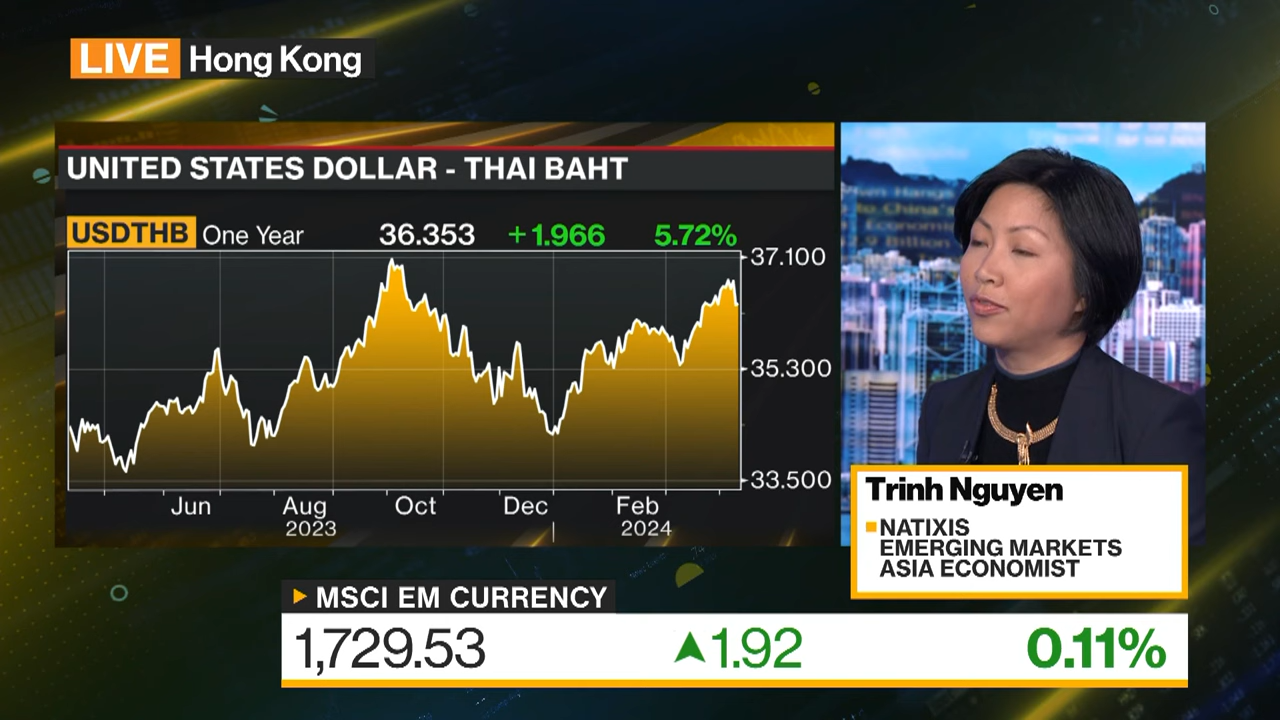 LIVE Hong Kong
UNITED STATES DOLLAR - THAI BAHT
USDTHB One Year 36.353 +1.966 5.72%
37.100
35.300
33.500
Jun Aug Oct Dec Feb
2023 2024
Trinh Nguyen
NATIXIS
EMERGING MARKETS
ASIA ECONOMIST
MSCI EM CURRENCY
1,729.53 1.92 0.11%